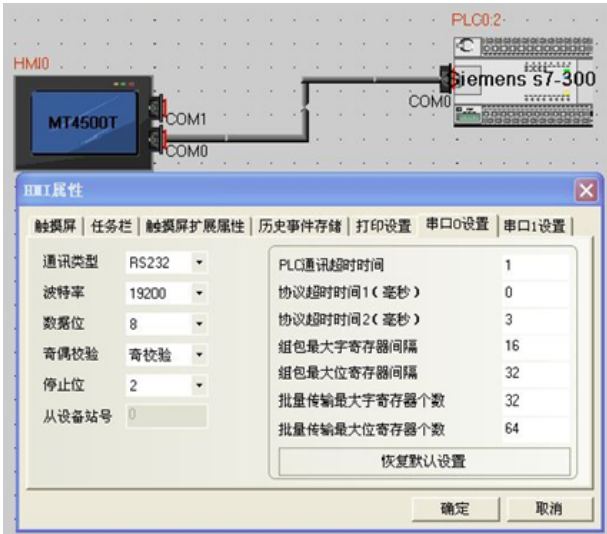 PLC0:2
HMI0
Siemens s7-300
COM0
MT4500T
COM1
COM0
HMI属性
触摸屏 任务栏 触摸屏扩展属性 历史事件存储 打印设置 串口0设置 串口1设置
通讯类型 RS232
波特率 19200
数据位 8
奇偶校验 奇校验
停止位 2
从设备站号 0
PLC通讯超时时间 1
协议超时时间1(毫秒) 0
协议超时时间2(毫秒) 3
组包最大字寄存器间隔 16
组包最大位寄存器间隔 32
批量传输最大字寄存器个数 32
批量传输最大位寄存器个数 64
恢复默认设置
确定 取消